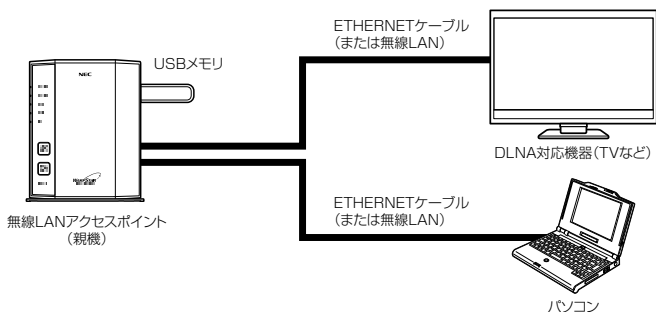 ETHERNETケーブル
(または無線LAN)
USBメモリ
NEC
DLNA対応機器(TVなど)
無線LANアクセスポイント
(親機)
ETHERNETケーブル
(または無線LAN)
パソコン